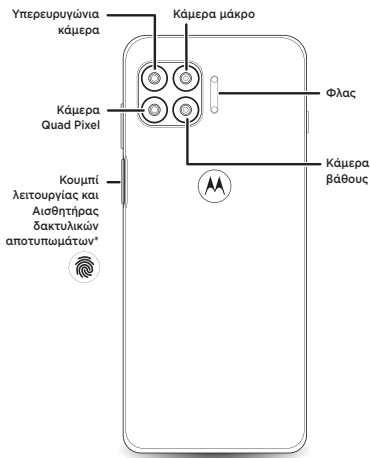 Υπερευρυγώνια
κάμερα
Κάμερα μάκρο
Φλας
Κάμερα
Quad Pixel
Κάμερα
βάθους
Κουμπί
λειτουργίας και
Αισθητήρας
δακτυλικών
αποτυπωμάτων*